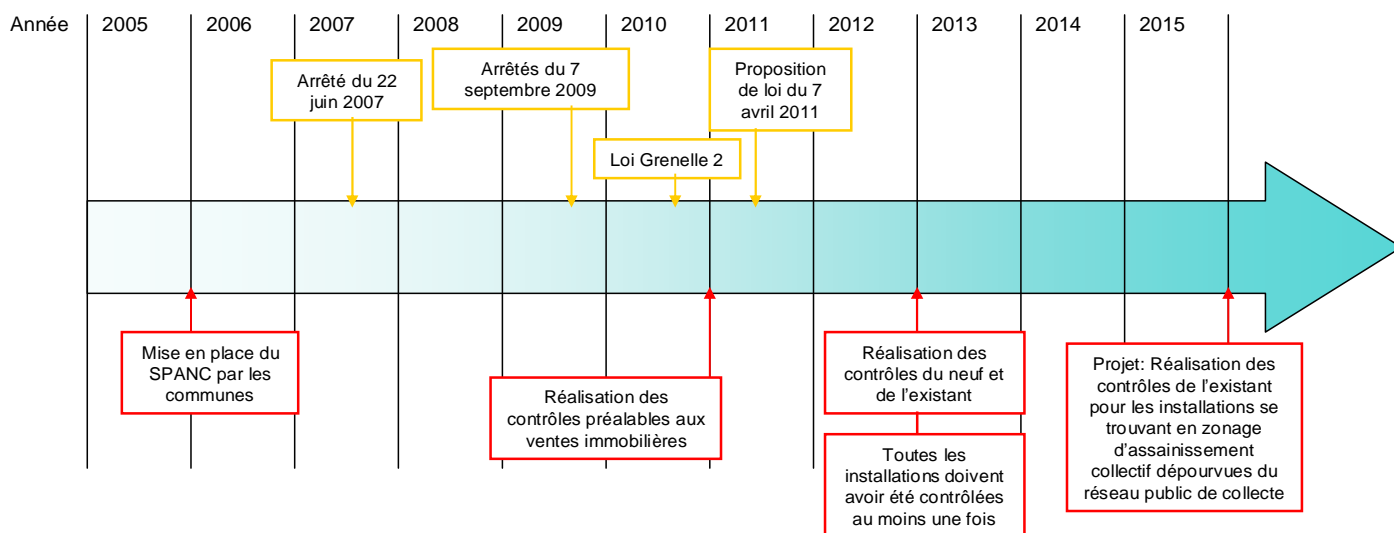 Année 2005 2006 2007 2008 2009 2010 2011 2012 2013 2014 2015
Arrêté du 22
juin 2007
Arrêtés du 7
septembre 2009
Loi Grenelle 2
Proposition
de loi du 7
avril 2011
Mise en place du
SPANC par les
communes
Réalisation des
contrôles préalables aux
ventes immobilières
Réalisation des
contrôles du neuf et
de l’existant
Toutes les
installations doivent
avoir été contrôlées
au moins une fois
Projet: Réalisation des
contrôles de l’existant
pour les installations se
trouvant en zonage
d’assainissement
collectif dépourvues du
réseau public de collecte